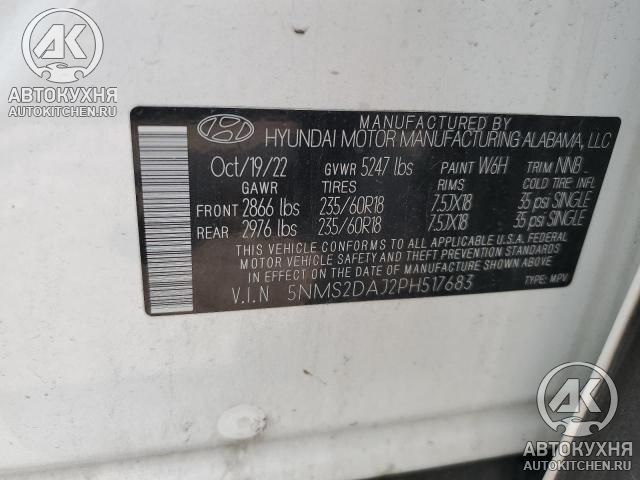 АК
АВТОКУХНЯ
AUTOKITCHEN.RU
MANUFACTURED BY
HYUNDAI MOTOR MANUFACTURING ALABAMA, LLC
Oct/19/22 GVWR 5247 lbs PAINT W6H TRIM NNB
GAWR TIRES RIMS COLD TIRE INFL
FRONT 2866 lbs 235/60R18 7.5JX18 35 psi SINGLE
REAR 2976 lbs 235/60R18 7.5JX18 35 psi SINGLE
THIS VEHICLE CONFORMS TO ALL APPLICABLE U.S.A. FEDERAL
MOTOR VEHICLE SAFETY AND THEFT PREVENTION STANDARDS
IN EFFECT ON THE DATE OF MANUFACTURE SHOWN ABOVE.
V.I.N 5NMS2DAJ2PH517683 TYPE: MPV
АК
АВТОКУХНЯ
AUTOKITCHEN.RU